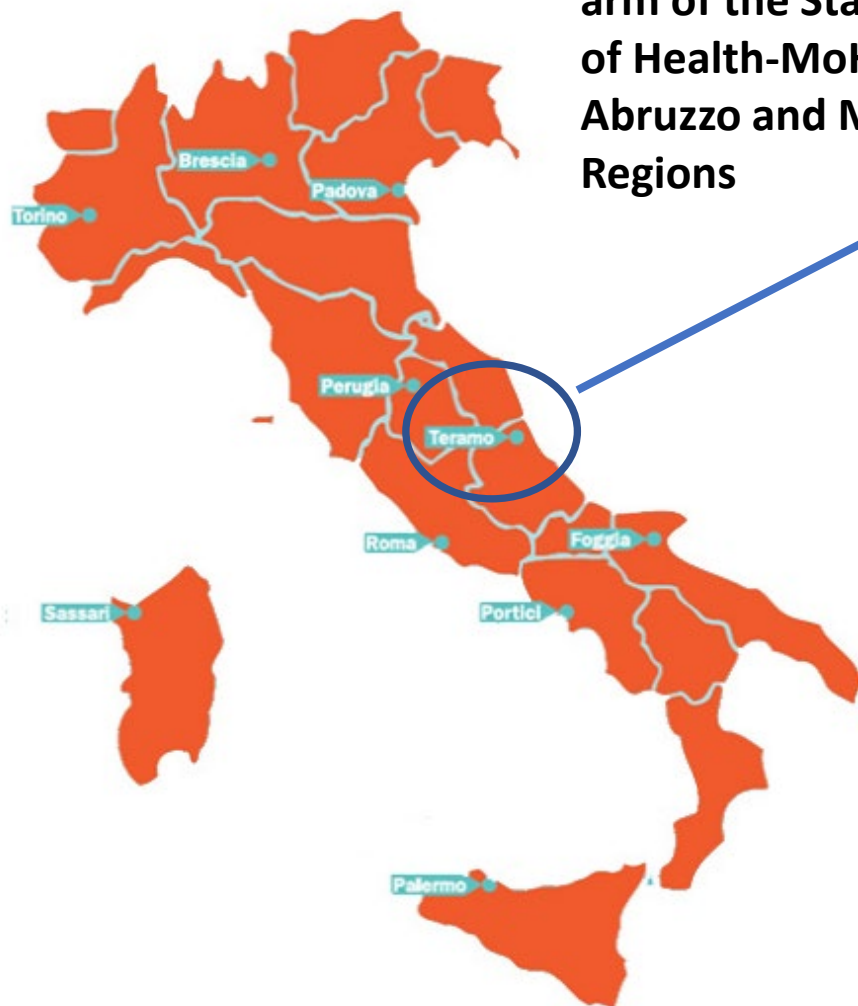 arm of the Sta
of Health-MoH
Abruzzo and M
Regions
Brescia
Padova
Torino
Perugia
Teramo
Roma
Foggia
Sassari
Portici
Palermo